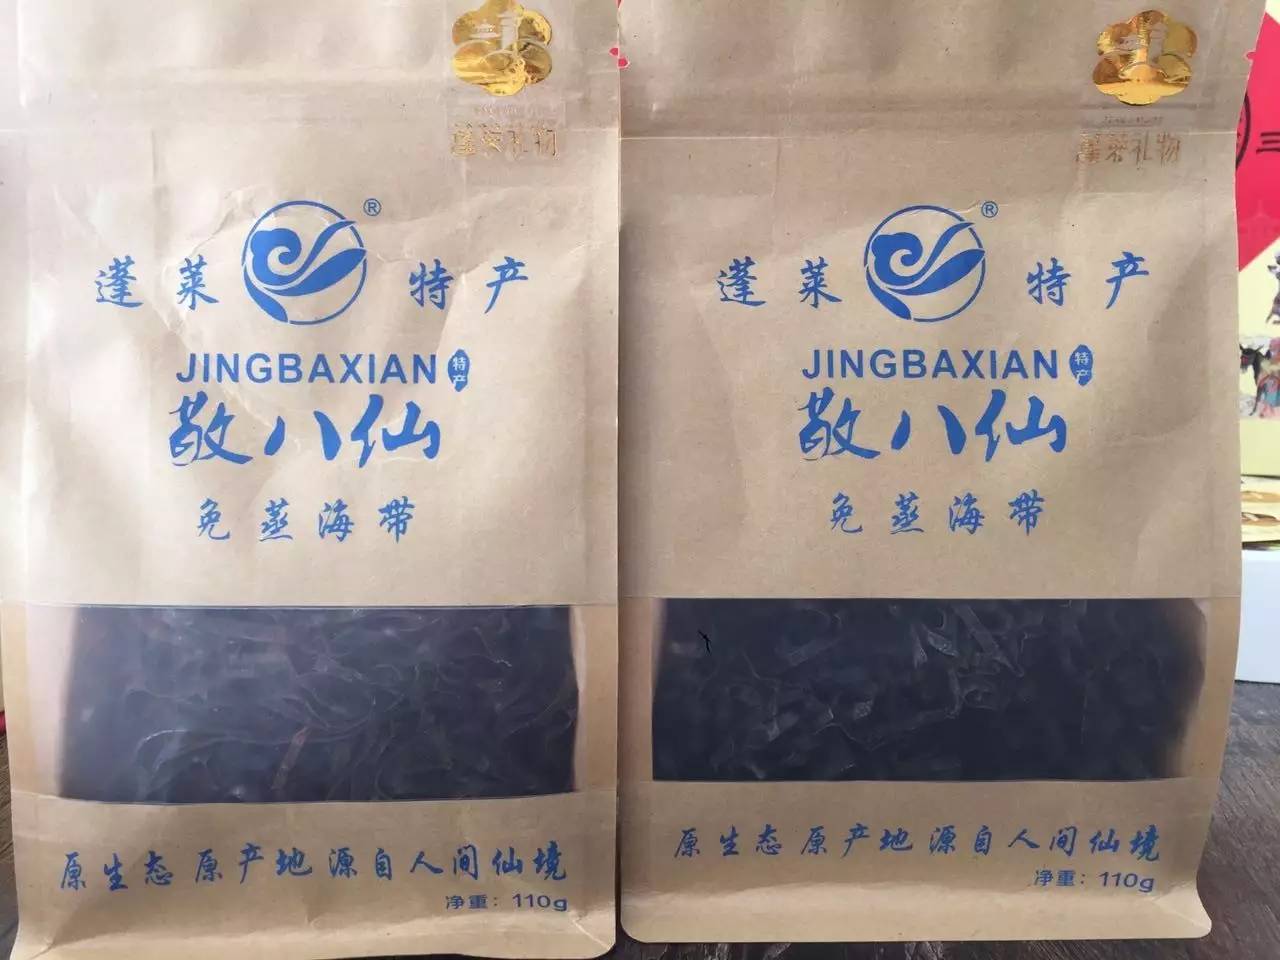 蓬莱礼物
®
蓬莱特产
JINGBAXIAN 特产
敬八仙
免蒸海带
原生态 原产地 源自人间仙境
净重：110g
蓬莱礼物
®
蓬莱特产
JINGBAXIAN 特产
敬八仙
免蒸海带
原生态 原产地 源自人间仙境
净重：110g
三